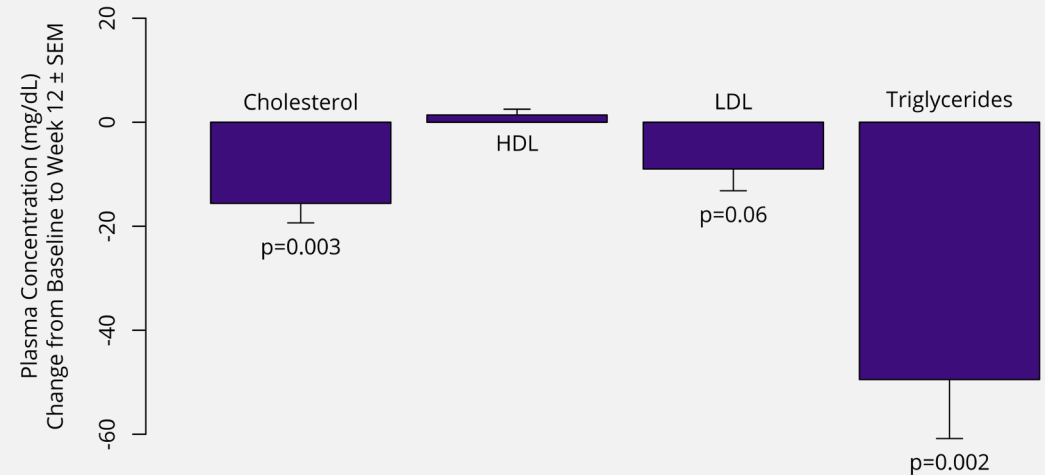 Plasma Concentration (mg/dL)
Change from Baseline to Week 12 ± SEM
20
0
-20
-40
-60
Cholesterol
p=0.003
HDL
LDL
p=0.06
Triglycerides
p=0.002